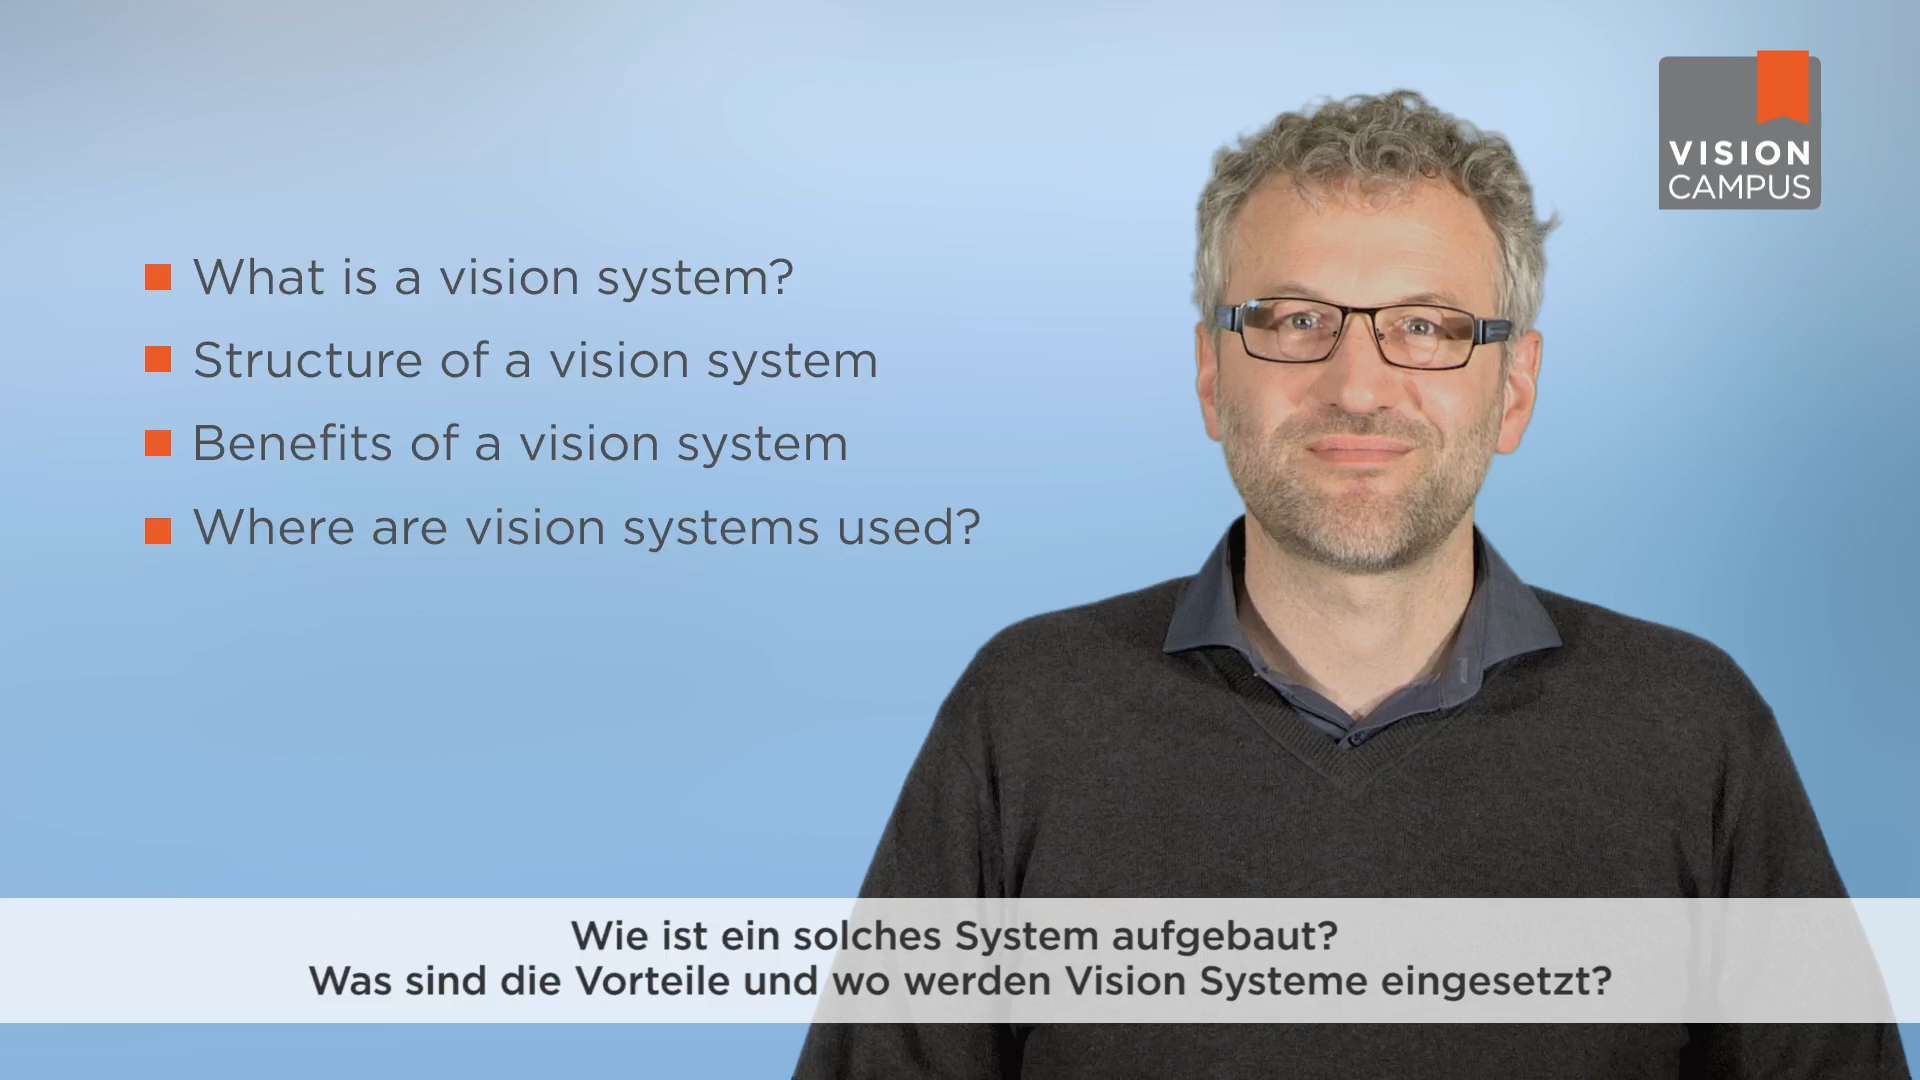 VISION
CAMPUS
What is a vision system?
Structure of a vision system
Benefits of a vision system
Where are vision systems used?
Wie ist ein solches System aufgebaut?
Was sind die Vorteile und wo werden Vision Systeme eingesetzt?